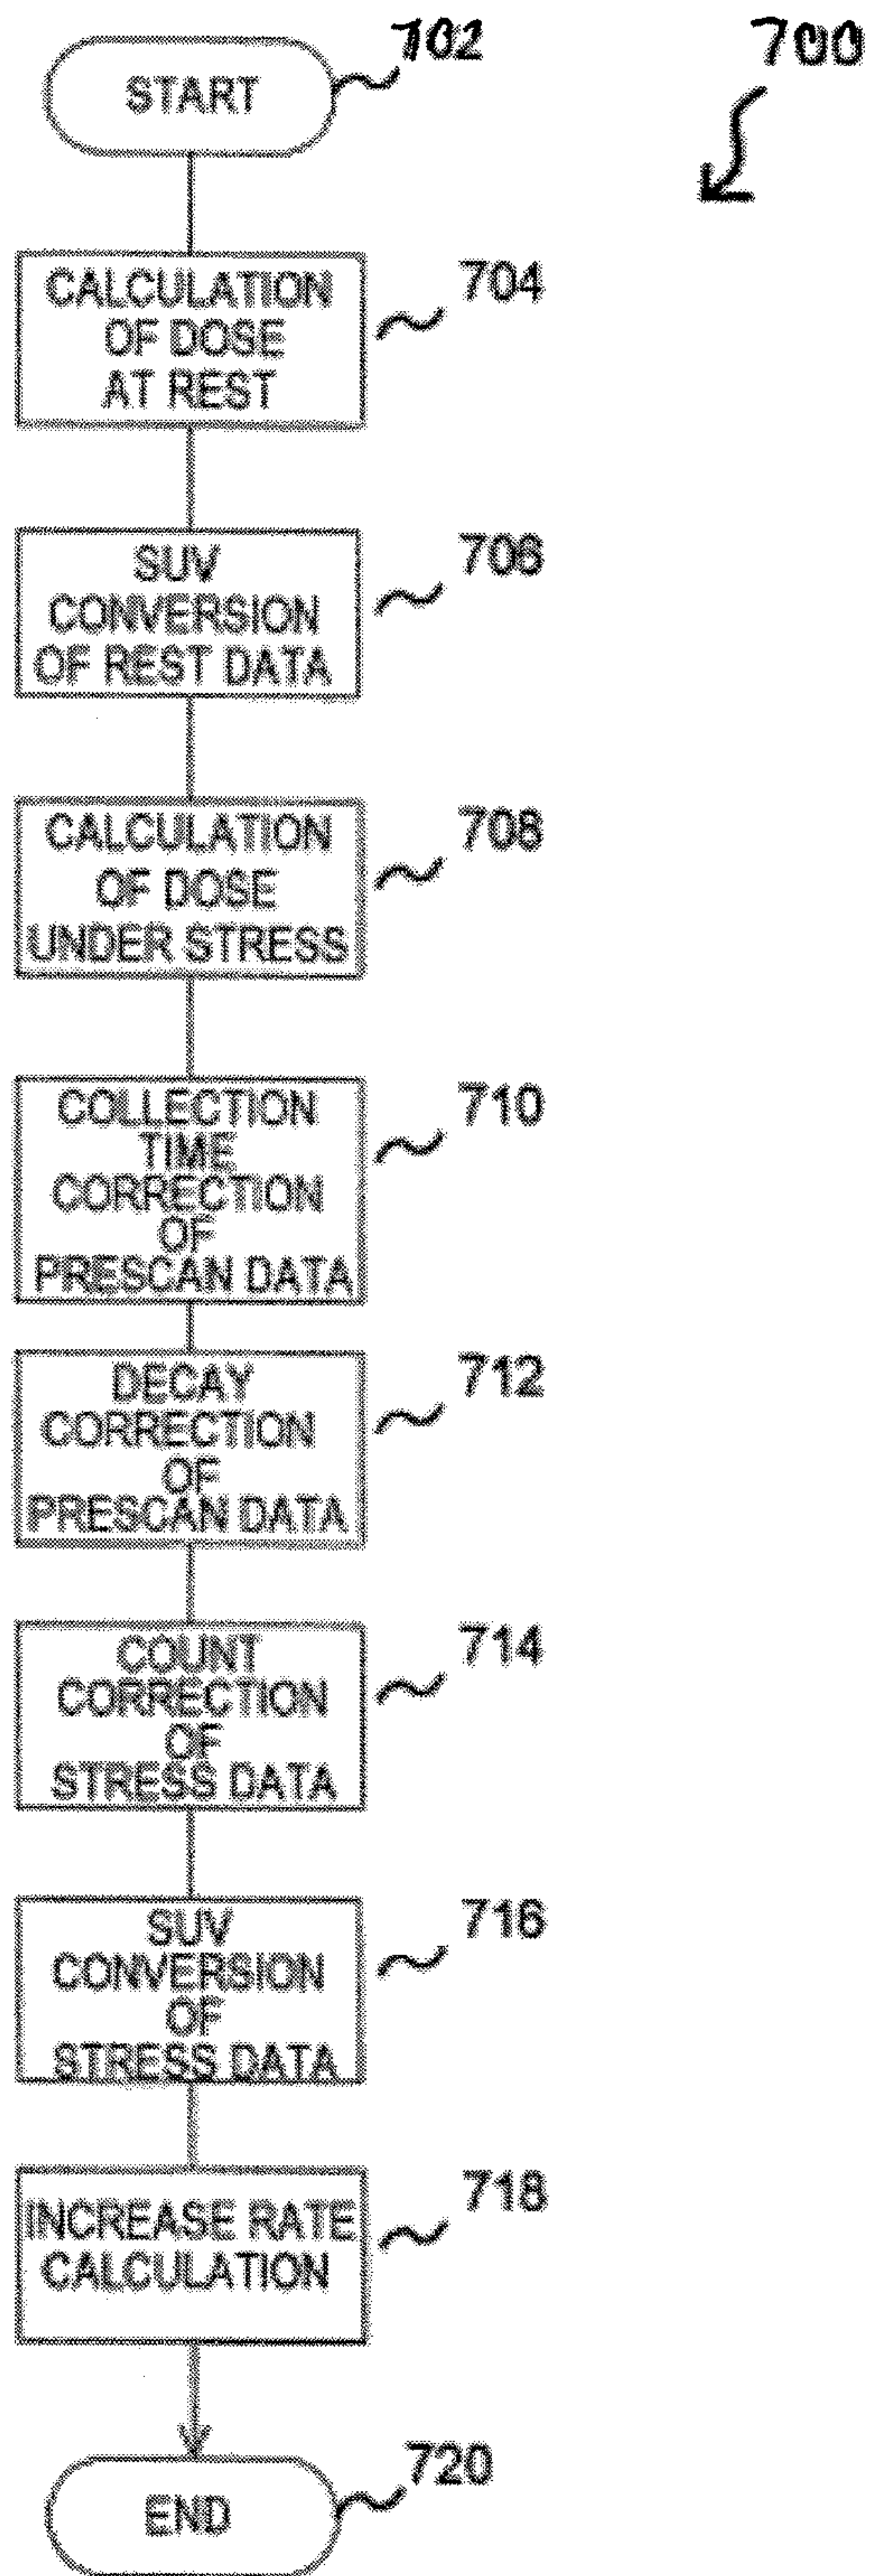 702
700
START
CALCULATION
OF DOSE
AT REST
704
SUV
CONVERSION
OF REST DATA
706
CALCULATION
OF DOSE
UNDER STRESS
708
COLLECTION
TIME
CORRECTION
OF
PRESCAN DATA
710
DECAY
CORRECTION
OF
PRESCAN DATA
712
COUNT
CORRECTION
OF
STRESS DATA
714
SUV
CONVERSION
OF
STRESS DATA
716
INCREASE RATE
CALCULATION
718
END
720